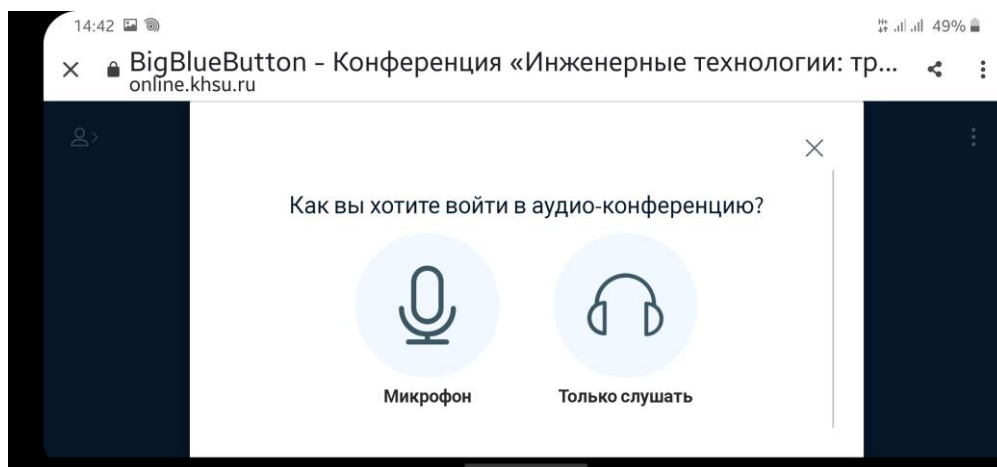 14:42 49%
BigBlueButton - Конференция «Инженерные технологии: тр...
online.khsu.ru
Как вы хотите войти в аудио-конференцию?
Микрофон Только слушать